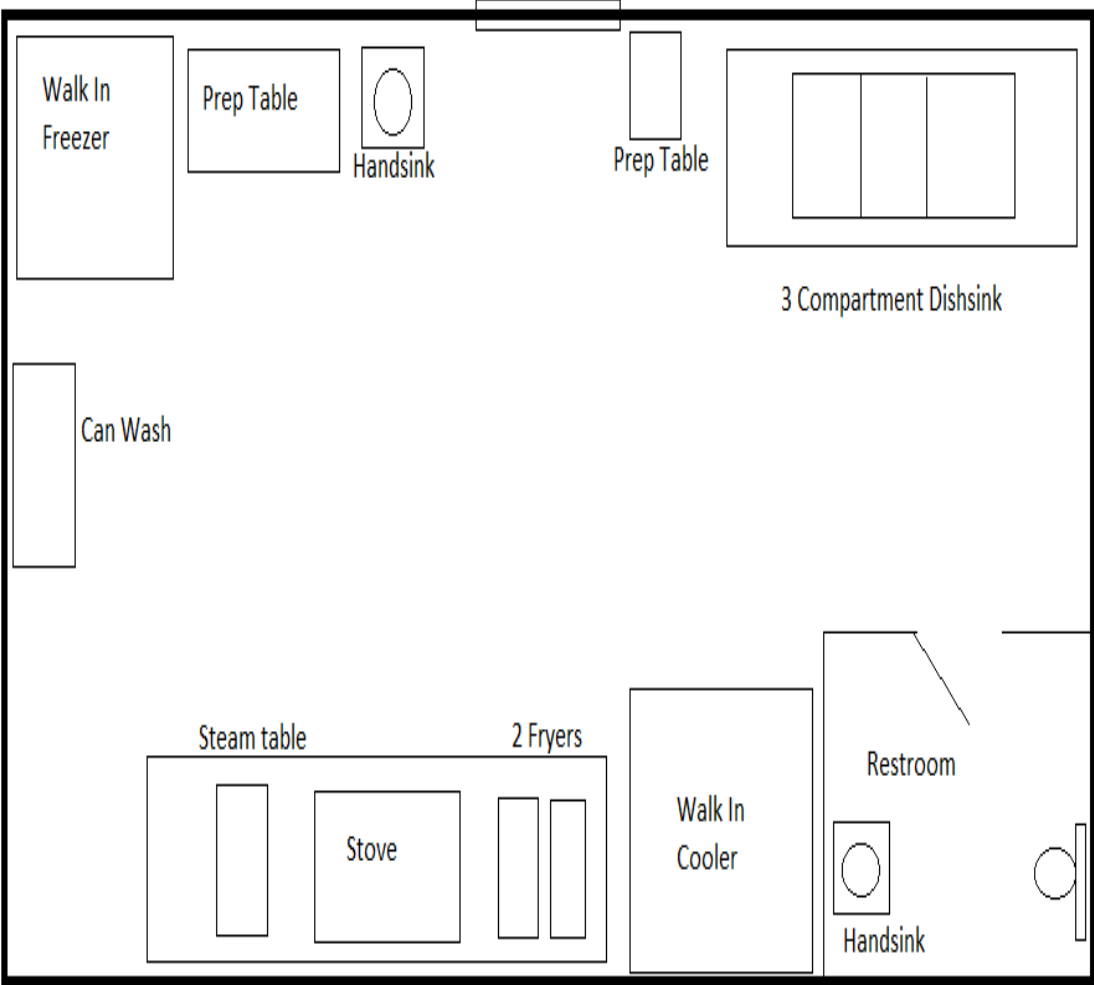 Walk In
Freezer
Prep Table
Handsink
Prep Table
3 Compartment Dishsink
Can Wash
Steam table
2 Fryers
Stove
Walk In
Cooler
Restroom
Handsink